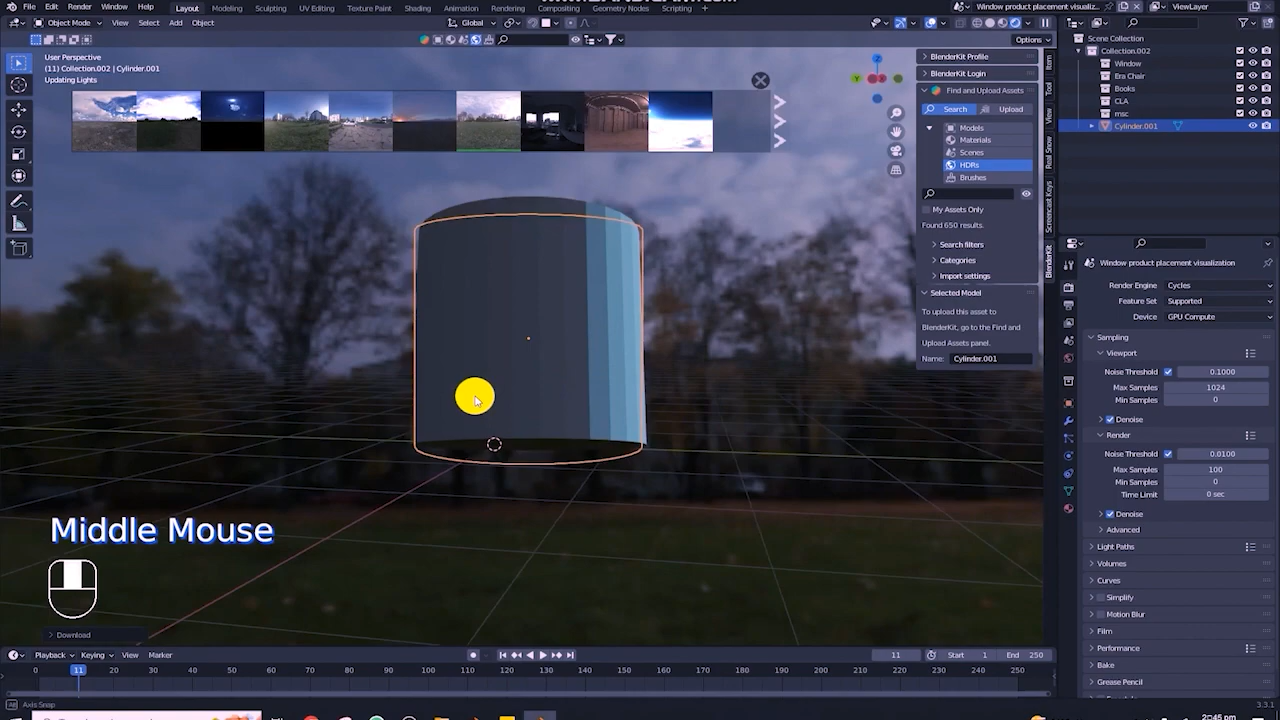 File Edit Render Window Help Layout Modeling Sculpting UV Editing Texture Paint Shading Animation Rendering Compositing Geometry Nodes Scripting
Window product placement visualiz... ViewLayer
Object Mode View Select Add Object Global
Options
User Perspective
(11) Collection.002 | Cylinder.001
Updating Lights
BlenderKit Profile
BlenderKit Login
Find and Upload Assets
Search Upload
Models
Materials
Scenes
HDRs
Brushes
My Assets Only
Found 650 results.
Search filters
Categories
Import settings
Selected Model
To upload this asset to
BlenderKit, go to the Find and
Upload Assets panel.
Name: Cylinder.001
Item
Tool
View
Real Snow
Screencast Keys
BlenderKit
Scene Collection
Collection.002
Window
Era Chair
Books
CLA
msc
Cylinder.001
Window product placement visualization
Render Engine Cycles
Feature Set Supported
Device GPU Compute
Sampling
Viewport
Noise Threshold 0.1000
Max Samples 1024
Min Samples 0
Denoise
Render
Noise Threshold 0.0100
Max Samples 100
Min Samples 0
Time Limit 0 sec
Denoise
Advanced
Light Paths
Volumes
Curves
Simplify
Motion Blur
Film
Performance
Bake
Grease Pencil
Middle Mouse
Download
Playback Keying View Marker 11 Start 1 End 250
0 11 20 30 40 50 60 70 80 90 100 110 120 130 140 150 160 170 180 190 200 210 220 230 240 250
Axis Snap
3.3.1